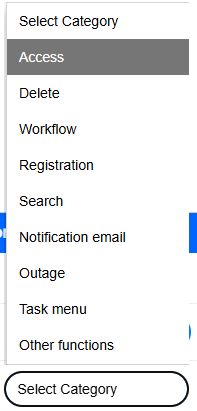 Select Category
Access
Delete
Workflow
Registration
Search
Notification email
Outage
Task menu
Other functions
Select Category